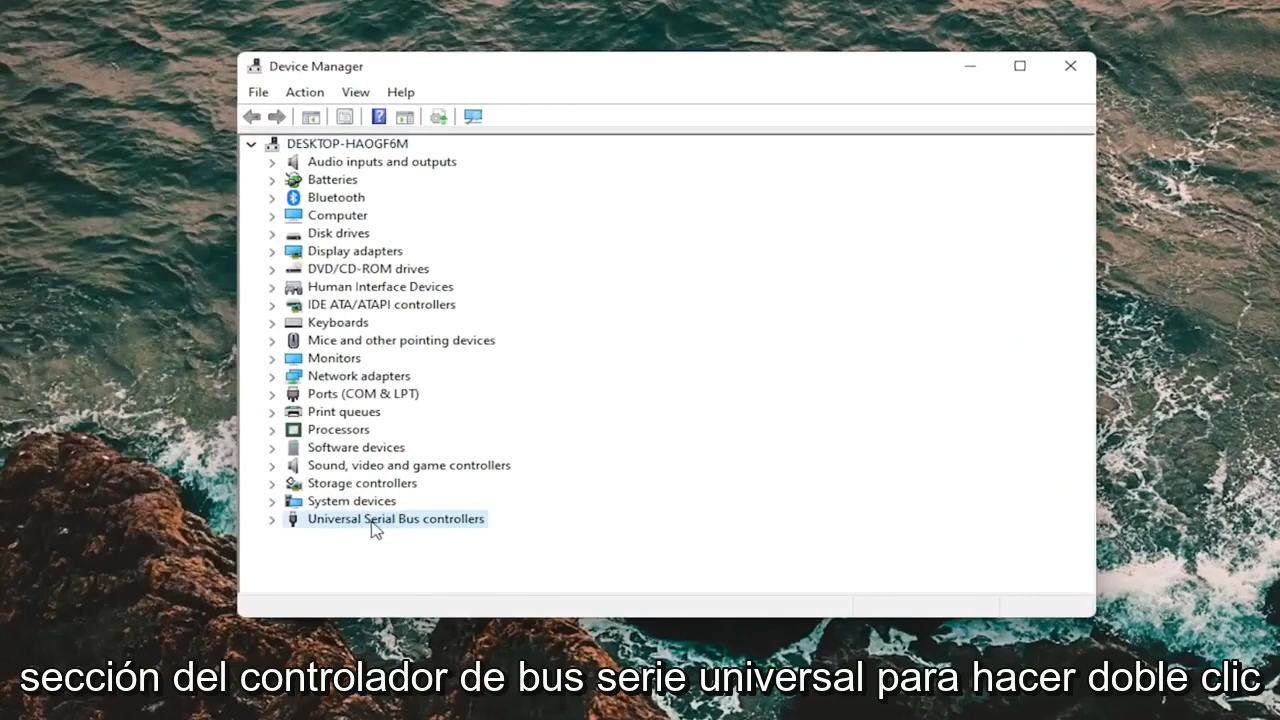 Device Manager
File Action View Help
DESKTOP-HAOGF6M
Audio inputs and outputs
Batteries
Bluetooth
Computer
Disk drives
Display adapters
DVD/CD-ROM drives
Human Interface Devices
IDE ATA/ATAPI controllers
Keyboards
Mice and other pointing devices
Monitors
Network adapters
Ports (COM & LPT)
Print queues
Processors
Software devices
Sound, video and game controllers
Storage controllers
System devices
Universal Serial Bus controllers
sección del controlador de bus serie universal para hacer doble clic